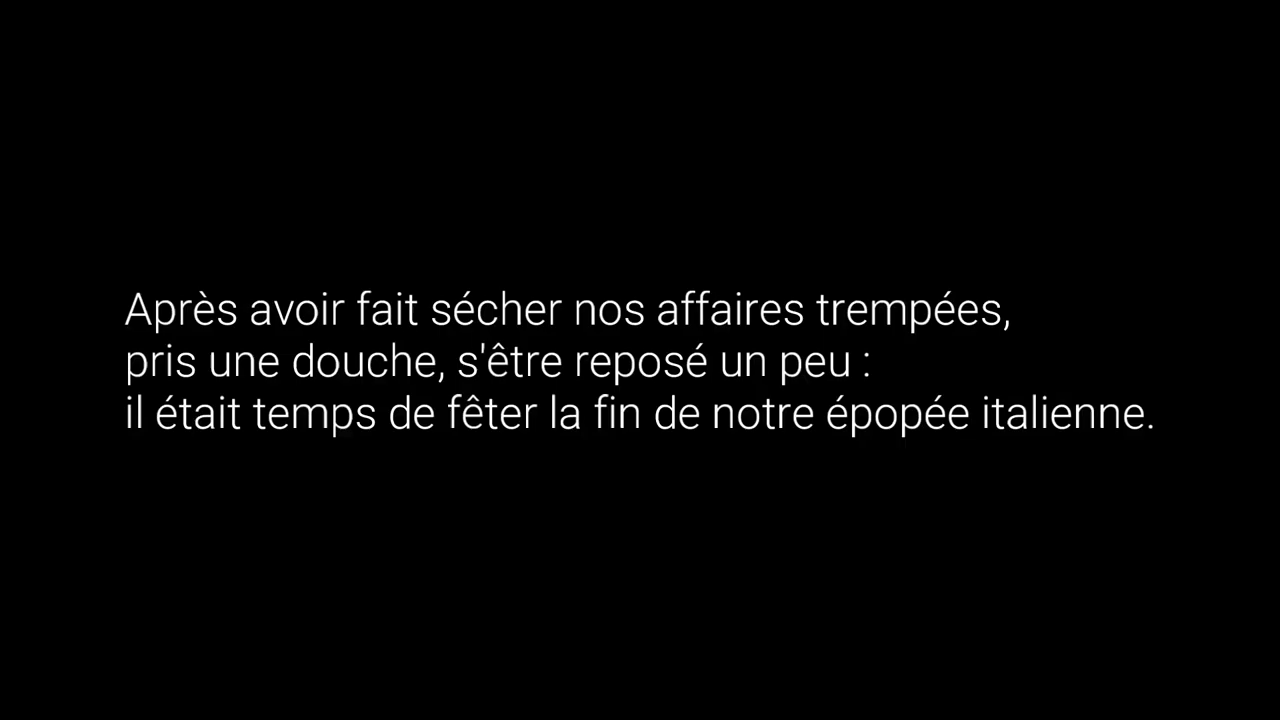 Après avoir fait sécher nos affaires trempées,
pris une douche, s'être reposé un peu :
il était temps de fêter la fin de notre épopée italienne.